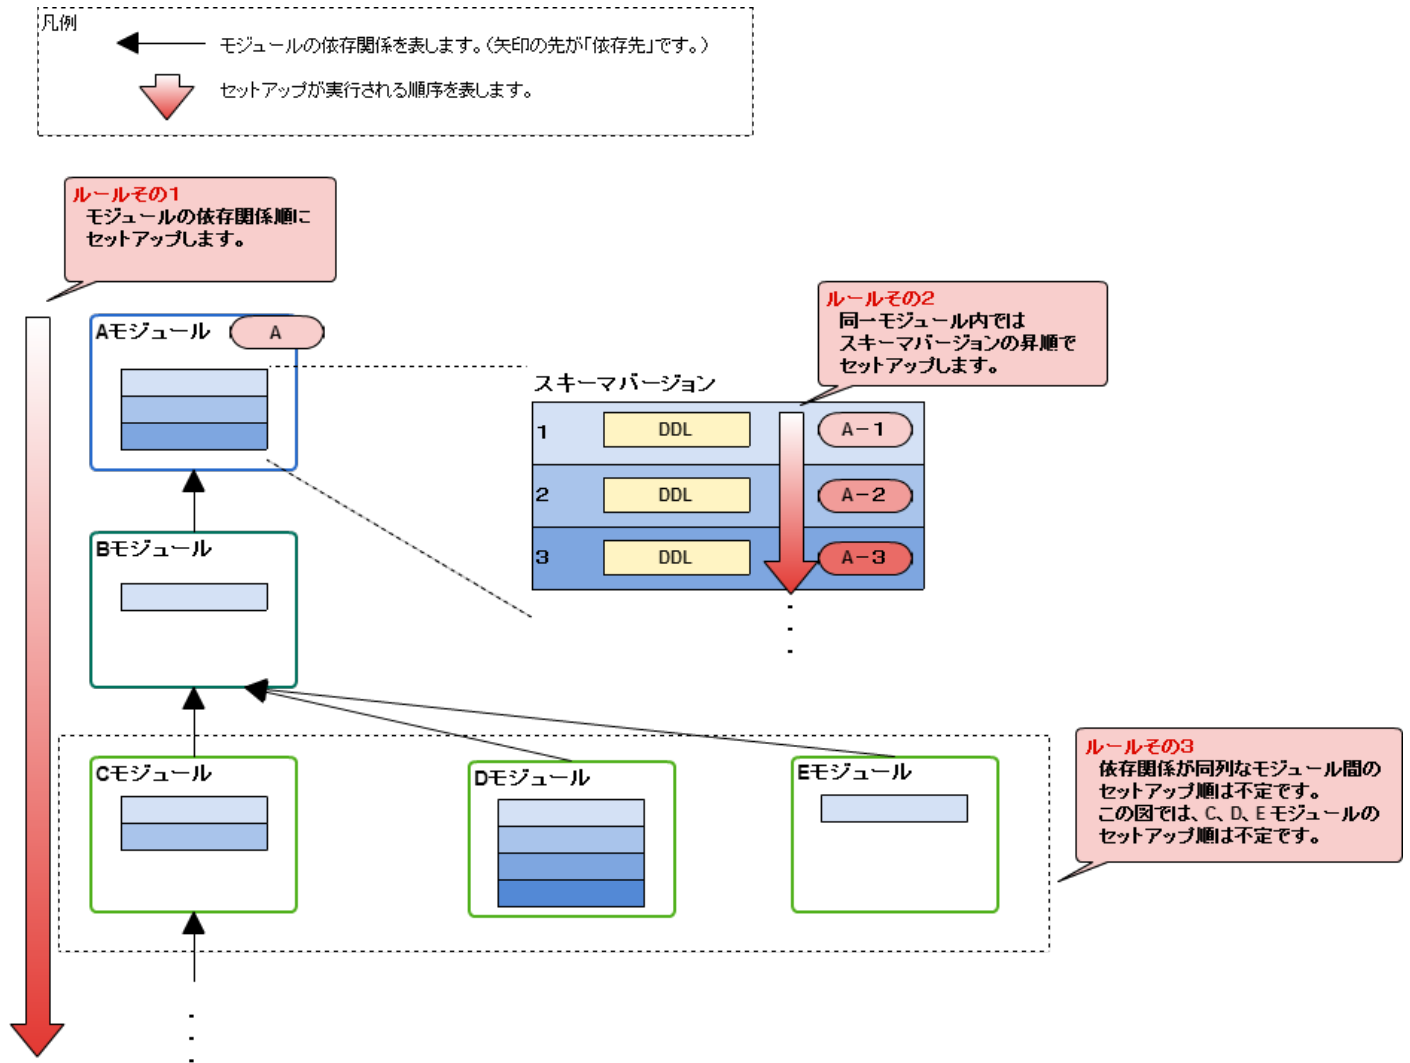 凡例
モジュールの依存関係を表します。(矢印の先が「依存先」です。)
セットアップが実行される順序を表します。
ルールその1
モジュールの依存関係順に
セットアップします。
Aモジュール
A
ルールその2
同一モジュール内では
スキーマバージョンの昇順で
セットアップします。
スキーマバージョン
1 DDL A-1
2 DDL A-2
3 DDL A-3
Bモジュール
Cモジュール
Dモジュール
Eモジュール
ルールその3
依存関係が同列なモジュール間の
セットアップ順は不定です。
この図では、C、D、Eモジュールの
セットアップ順は不定です。